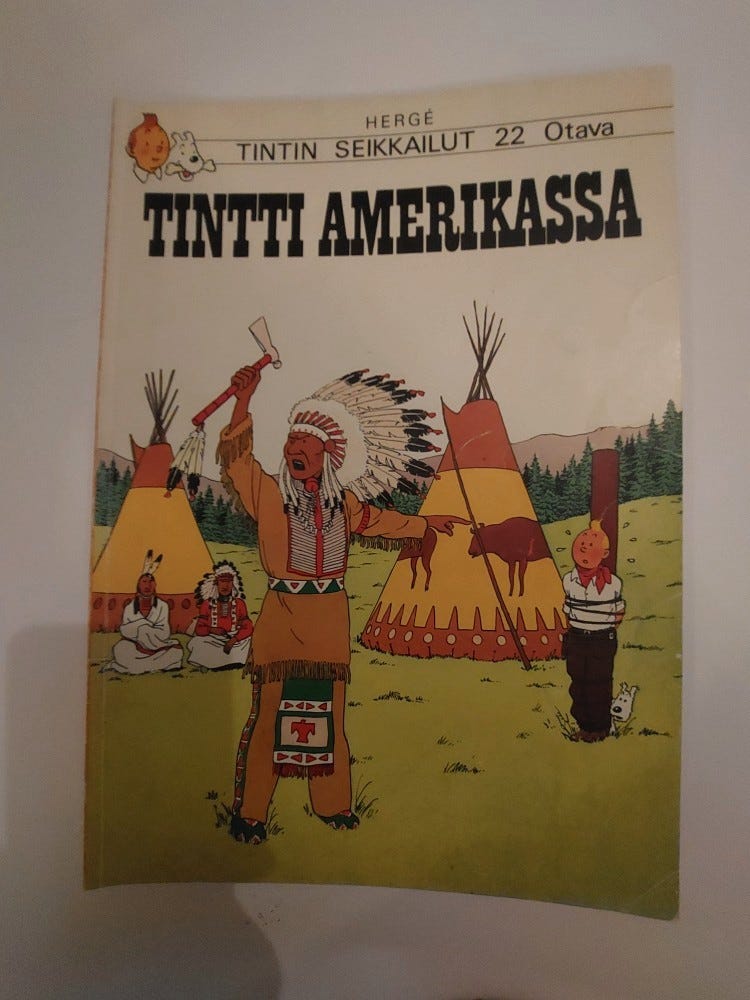 HERGÉ
TINTIN SEIKKAILUT 22 Otava
TINTTI AMERIKASSA